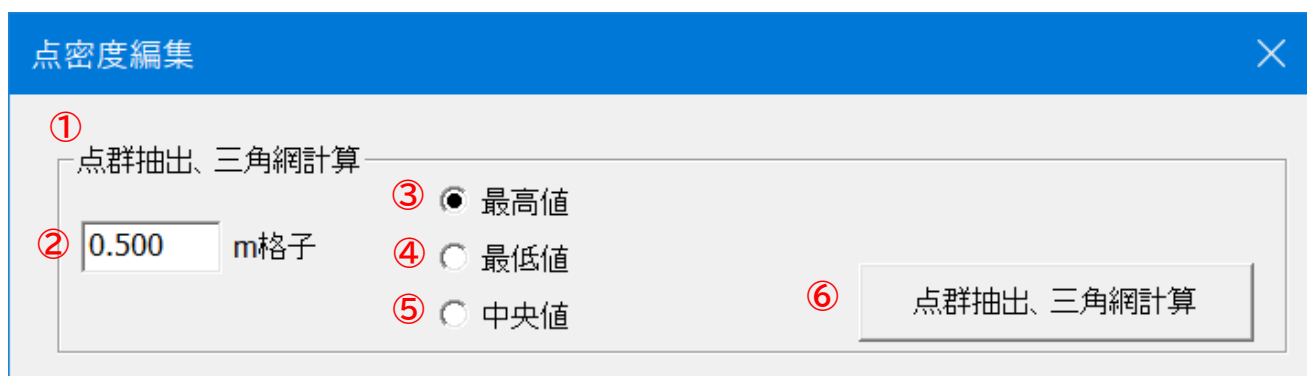 点密度編集
①
点群抽出、三角網計算
③ 最高値
② 0.500 m格子
④ 最低値
⑤ 中央値
⑥ 点群抽出、三角網計算